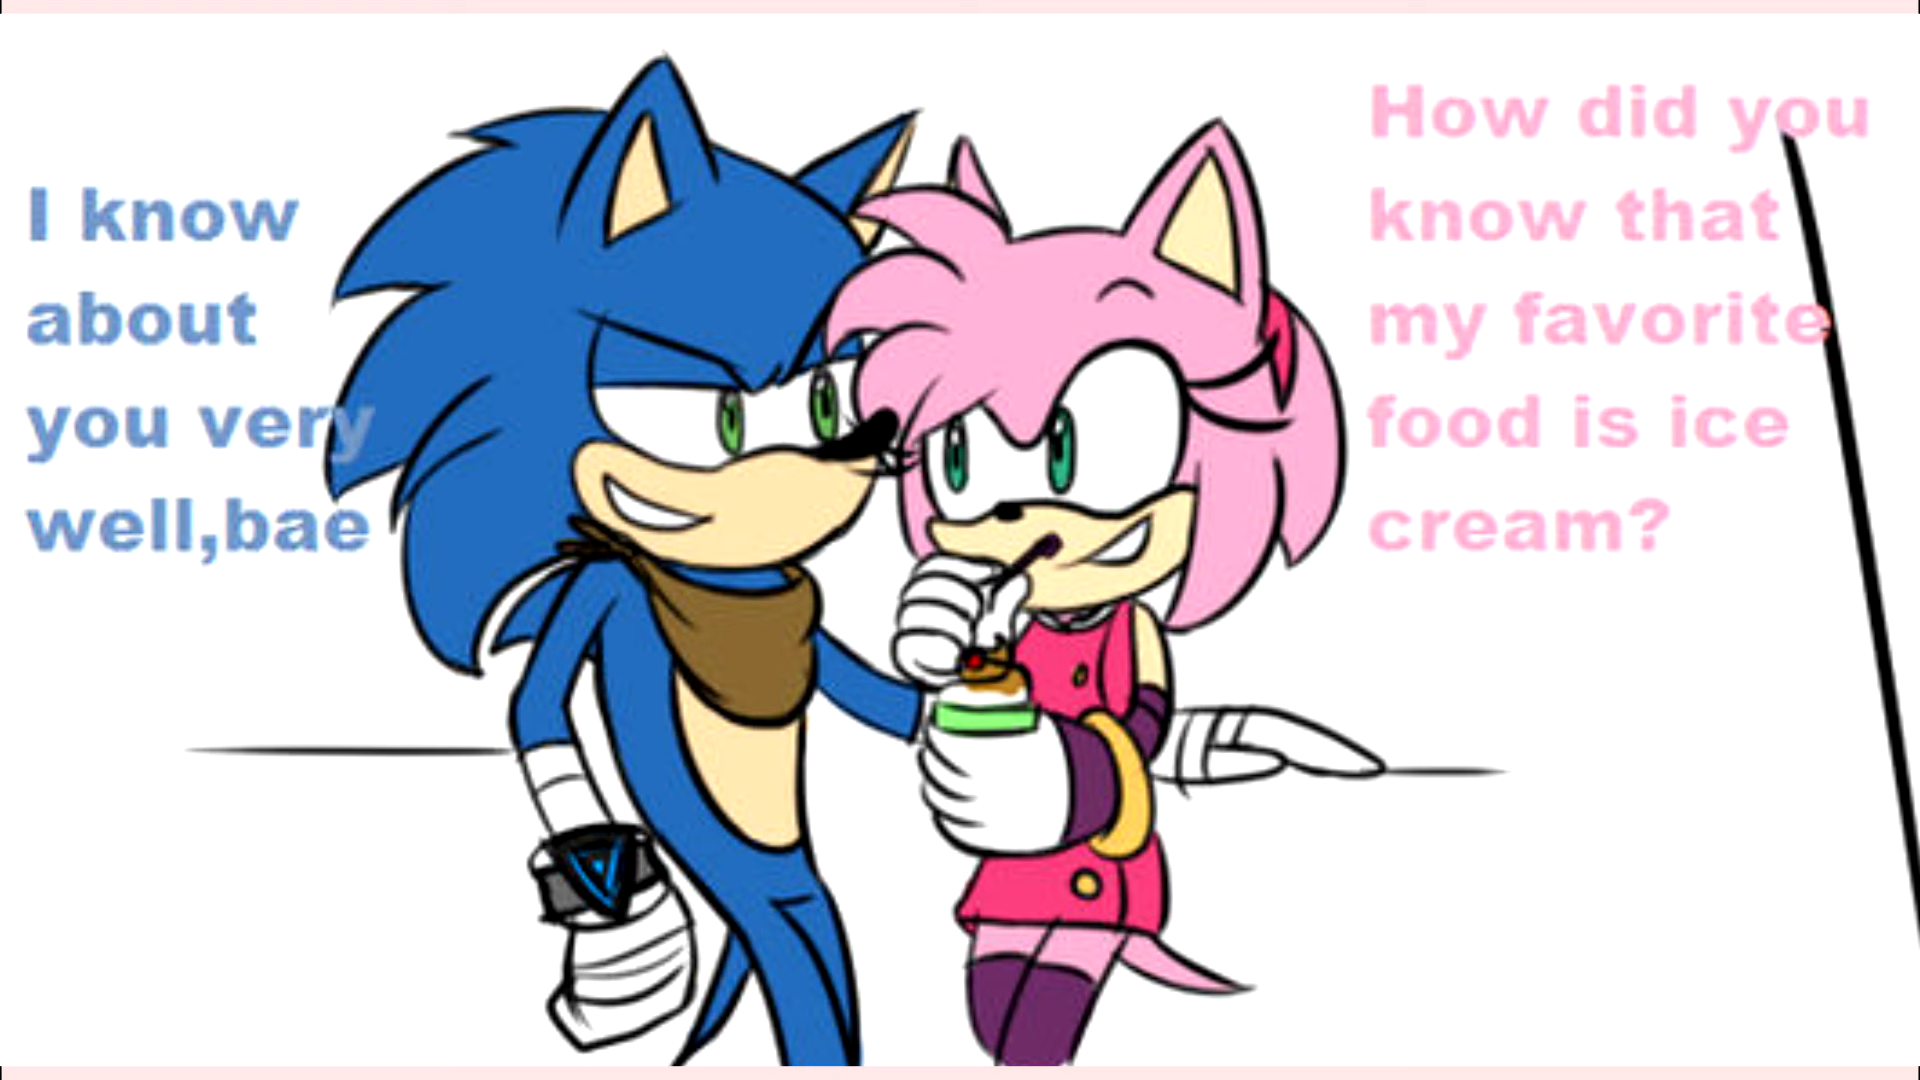 I know
about
you very
well,bae
How did you
know that
my favorite
food is ice
cream?